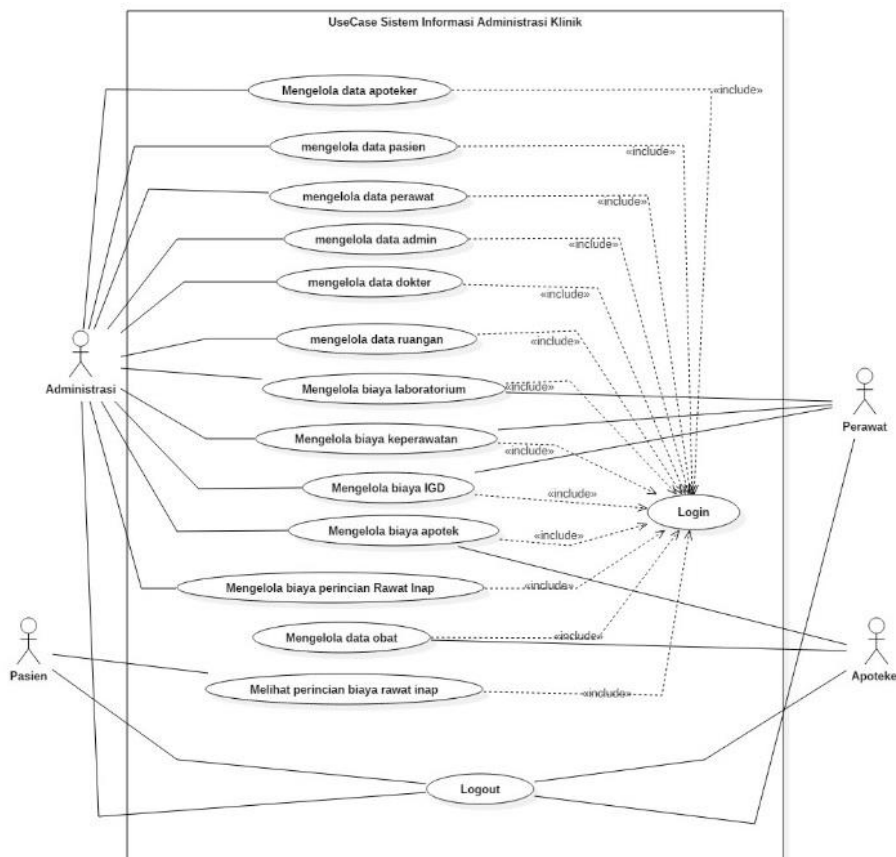 UseCase Sistem Informasi Administrasi Klinik
Mengelola data apoteker
«include»
mengelola data pasien
«include»
mengelola data perawat
«include»
mengelola data admin
«include»
mengelola data dokter
«include»
mengelola data ruangan
«include»
Administrasi
Mengelola biaya laboratorium
«include»
Perawat
Mengelola biaya keperawatan
«include»
Mengelola biaya IGD
«include»
Login
Mengelola biaya apotek
«include»
Mengelola biaya perincian Rawat Inap
«include»
Mengelola data obat
«include»
Pasien
Melihat perincian biaya rawat inap
«include»
Apoteke
Logout